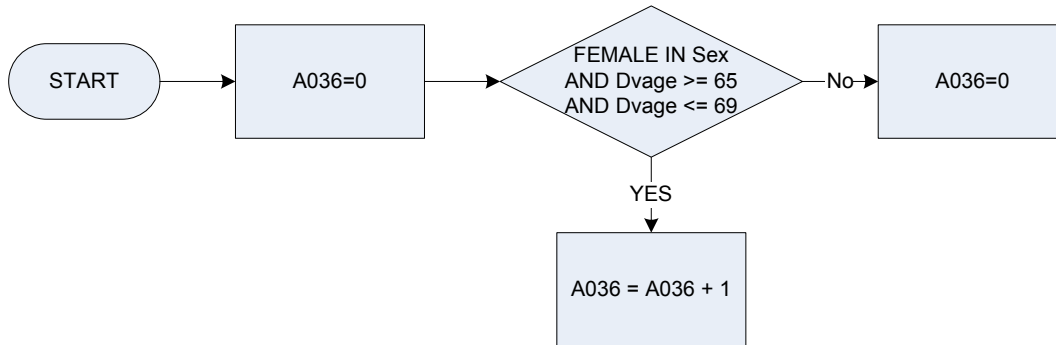 START
A036=0
FEMALE IN Sex
AND Dvage >= 65
AND Dvage <= 69
No
A036=0
YES
A036 = A036 + 1